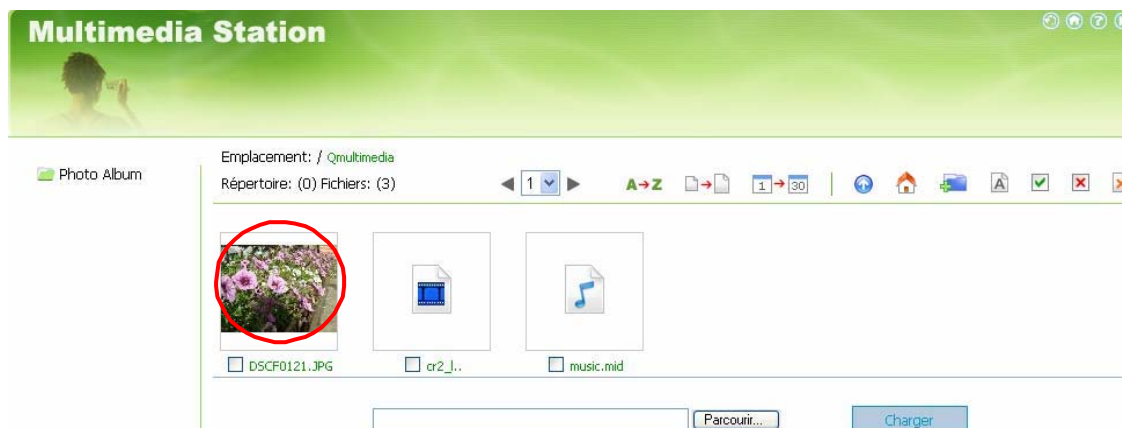 Multimedia Station
Photo Album
Emplacement: / Qmultimedia
Répertoire: (0) Fichiers: (3)
1
A→Z
1→30
A
DSCF0121.JPG
cr2_l..
music.mid
Parcourir...
Charger